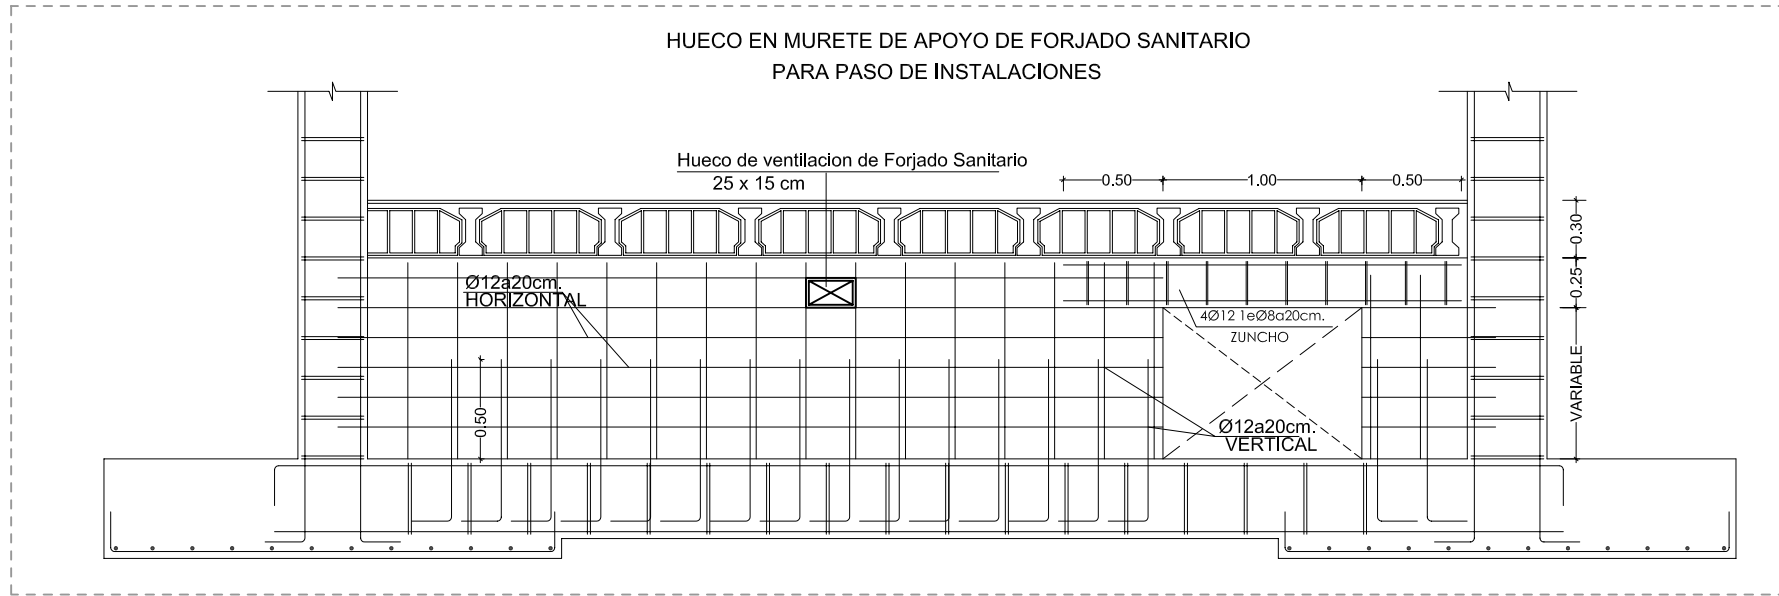 HUECO EN MURETE DE APOYO DE FORJADO SANITARIO
PARA PASO DE INSTALACIONES
Hueco de ventilacion de Forjado Sanitario
25 x 15 cm
0.50
1.00
0.50
0.30
0.25
VARIABLE
Ø12a20cm.
HORIZONTAL
4Ø12 1eØ8a20cm.
ZUNCHO
0.50
Ø12a20cm.
VERTICAL